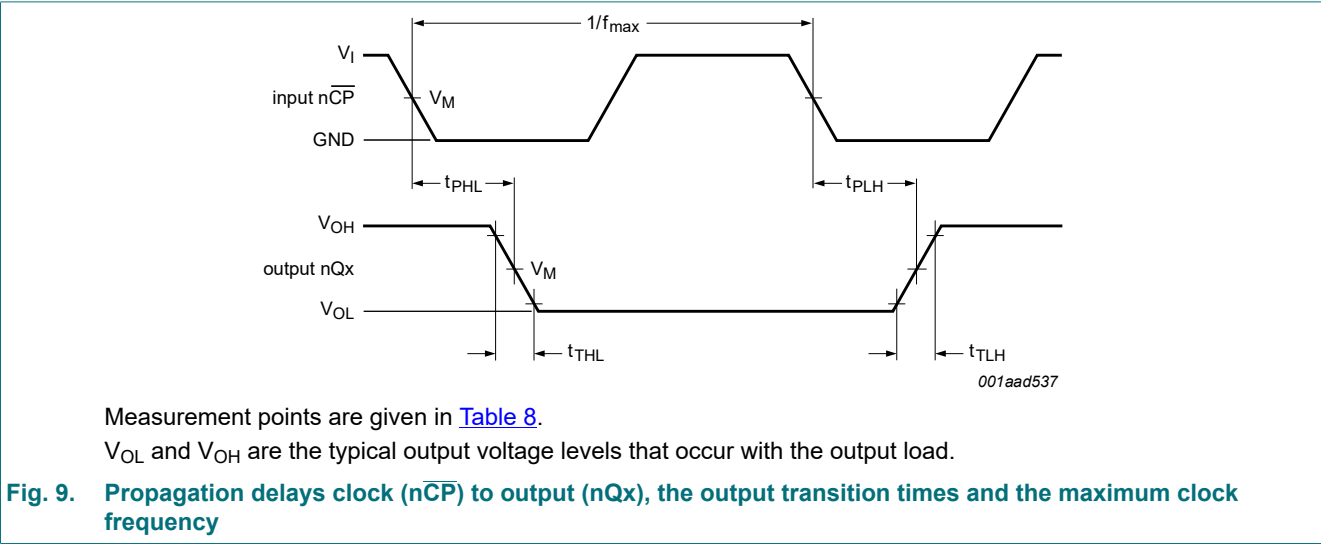 1/fmax
VI
input nC̅P̅
VM
GND
tPHL
tPLH
VOH
output nQx
VM
VOL
tTHL
tTLH
001aad537
Measurement points are given in Table 8.
VOL and VOH are the typical output voltage levels that occur with the output load.
Fig. 9. Propagation delays clock (nC̅P̅) to output (nQx), the output transition times and the maximum clock
frequency